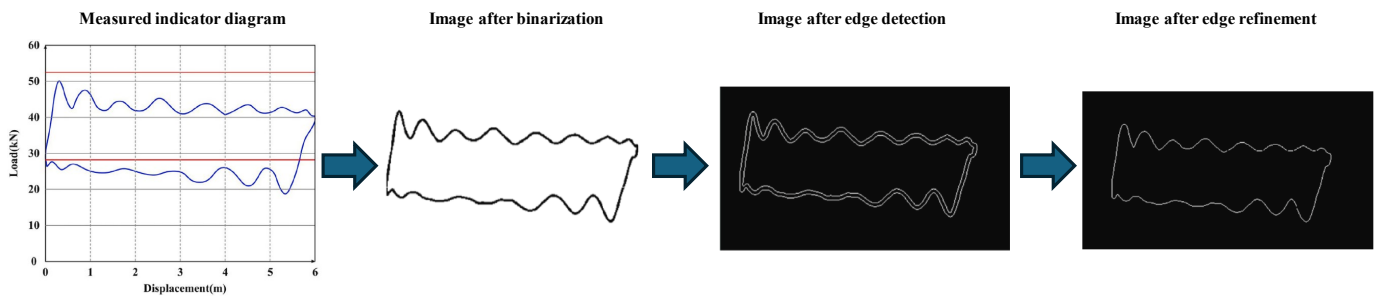 Measured indicator diagram
Image after binarization
Image after edge detection
Image after edge refinement
Load(kN)
60
50
40
30
20
10
0
0 1 2 3 4 5 6
Displacement(m)